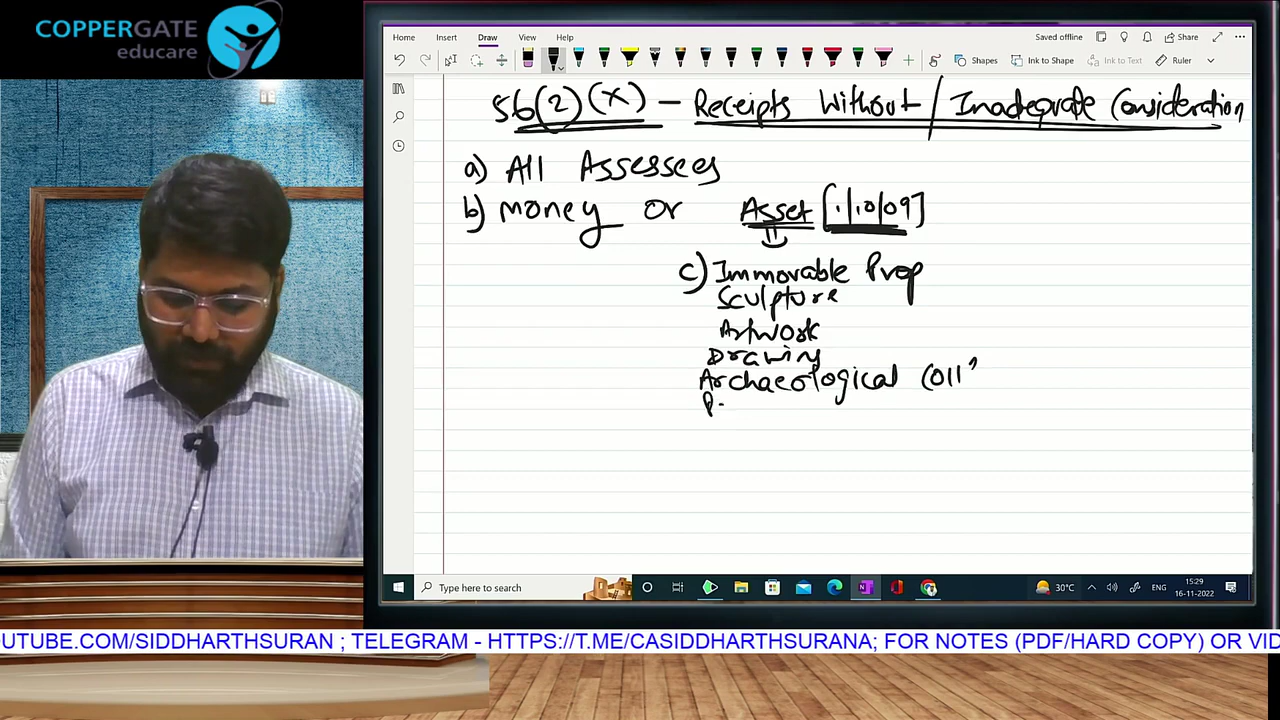 COPPERGATE
educare
Home Insert Draw View Help
Saved offline
Share
Shapes
Ink to Shape
Ink to Text
Math
Ruler
56(2)(x) - Receipts Without / Inadequate Consideration
a) All Assessees
b) money or Asset [1/10/09]
c) Immovable Prop
Sculpture
Artwork
Drawing
Archaeological Coll^n
P.
Type here to search
30°C
ENG
15:29
16-11-2022
OUTUBE.COM/SIDDHARTHSURAN ; TELEGRAM - HTTPS://T.ME/CASIDDHARTHSURANA; FOR NOTES (PDF/HARD COPY) OR VID